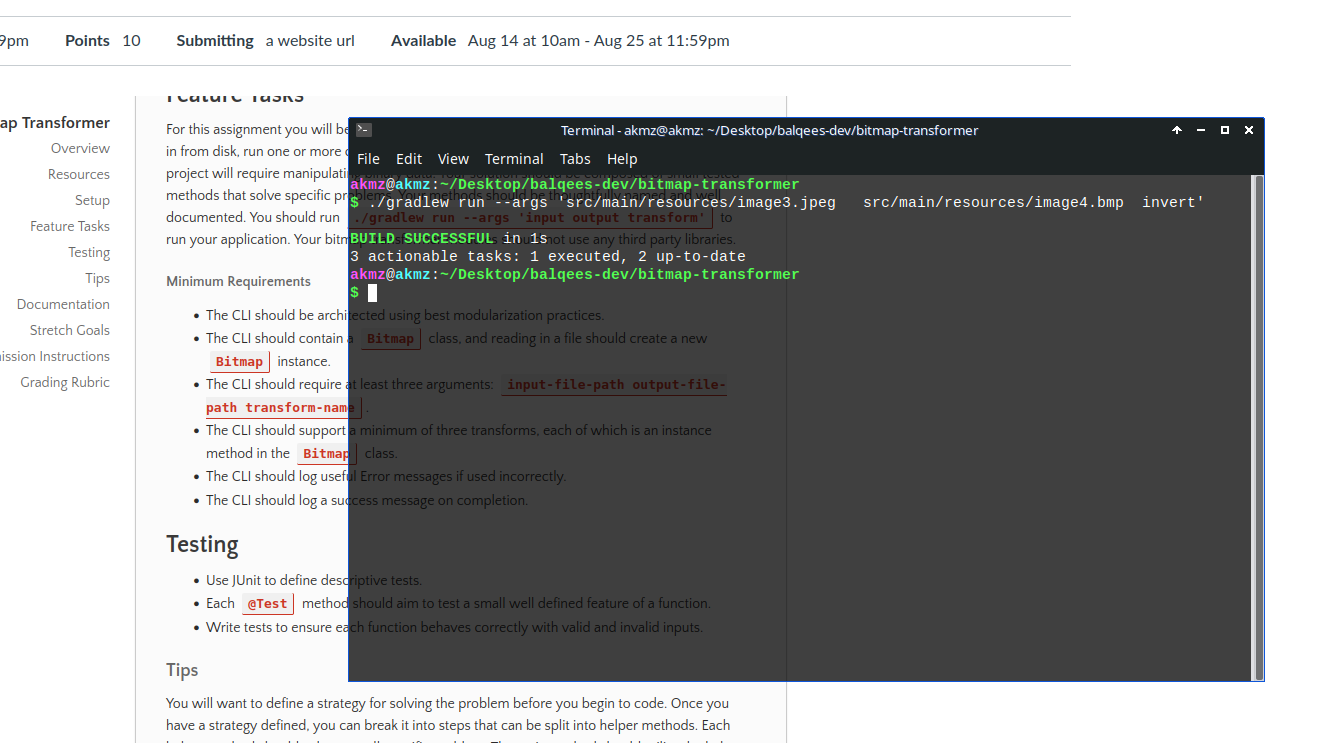 9pm Points 10 Submitting a website url Available Aug 14 at 10am - Aug 25 at 11:59pm
ap Transformer
Overview
Resources
Setup
Feature Tasks
Testing
Tips
Documentation
Stretch Goals
ission Instructions
Grading Rubric
Feature Tasks
For this assignment you will be
in from disk, run one or more
project will require manipulati
methods that solve specific problems. Your methods should be thoughtfully named and well
documented. You should run ./gradlew run --args 'input output transform' to
run your application. Your bitm not use any third party libraries.
Minimum Requirements
• The CLI should be architected using best modularization practices.
• The CLI should contain a Bitmap class, and reading in a file should create a new
Bitmap instance.
• The CLI should require at least three arguments: input-file-path output-file-
path transform-name .
• The CLI should support a minimum of three transforms, each of which is an instance
method in the Bitmap class.
• The CLI should log useful Error messages if used incorrectly.
• The CLI should log a success message on completion.
Testing
• Use JUnit to define descriptive tests.
• Each @Test method should aim to test a small well defined feature of a function.
• Write tests to ensure each function behaves correctly with valid and invalid inputs.
Tips
You will want to define a strategy for solving the problem before you begin to code. Once you
have a strategy defined, you can break it into steps that can be split into helper methods. Each
Terminal - akmz@akmz: ~/Desktop/balqees-dev/bitmap-transformer
File Edit View Terminal Tabs Help
akmz@akmz:~/Desktop/balqees-dev/bitmap-transformer
$ ./gradlew run --args 'src/main/resources/image3.jpeg src/main/resources/image4.bmp invert'
BUILD SUCCESSFUL in 1s
3 actionable tasks: 1 executed, 2 up-to-date
akmz@akmz:~/Desktop/balqees-dev/bitmap-transformer
$